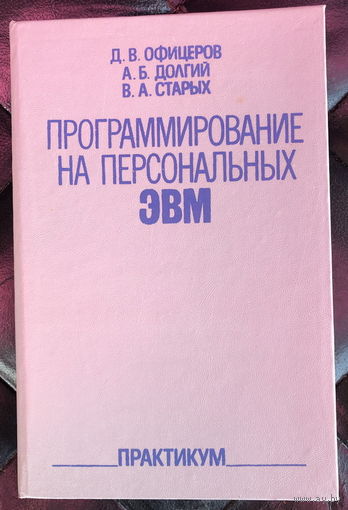 Д. В. ОФИЦЕРОВ
А. Б. ДОЛГИЙ
В. А. СТАРЫХ
ПРОГРАММИРОВАНИЕ
НА ПЕРСОНАЛЬНЫХ
ЭВМ
ПРАКТИКУМ